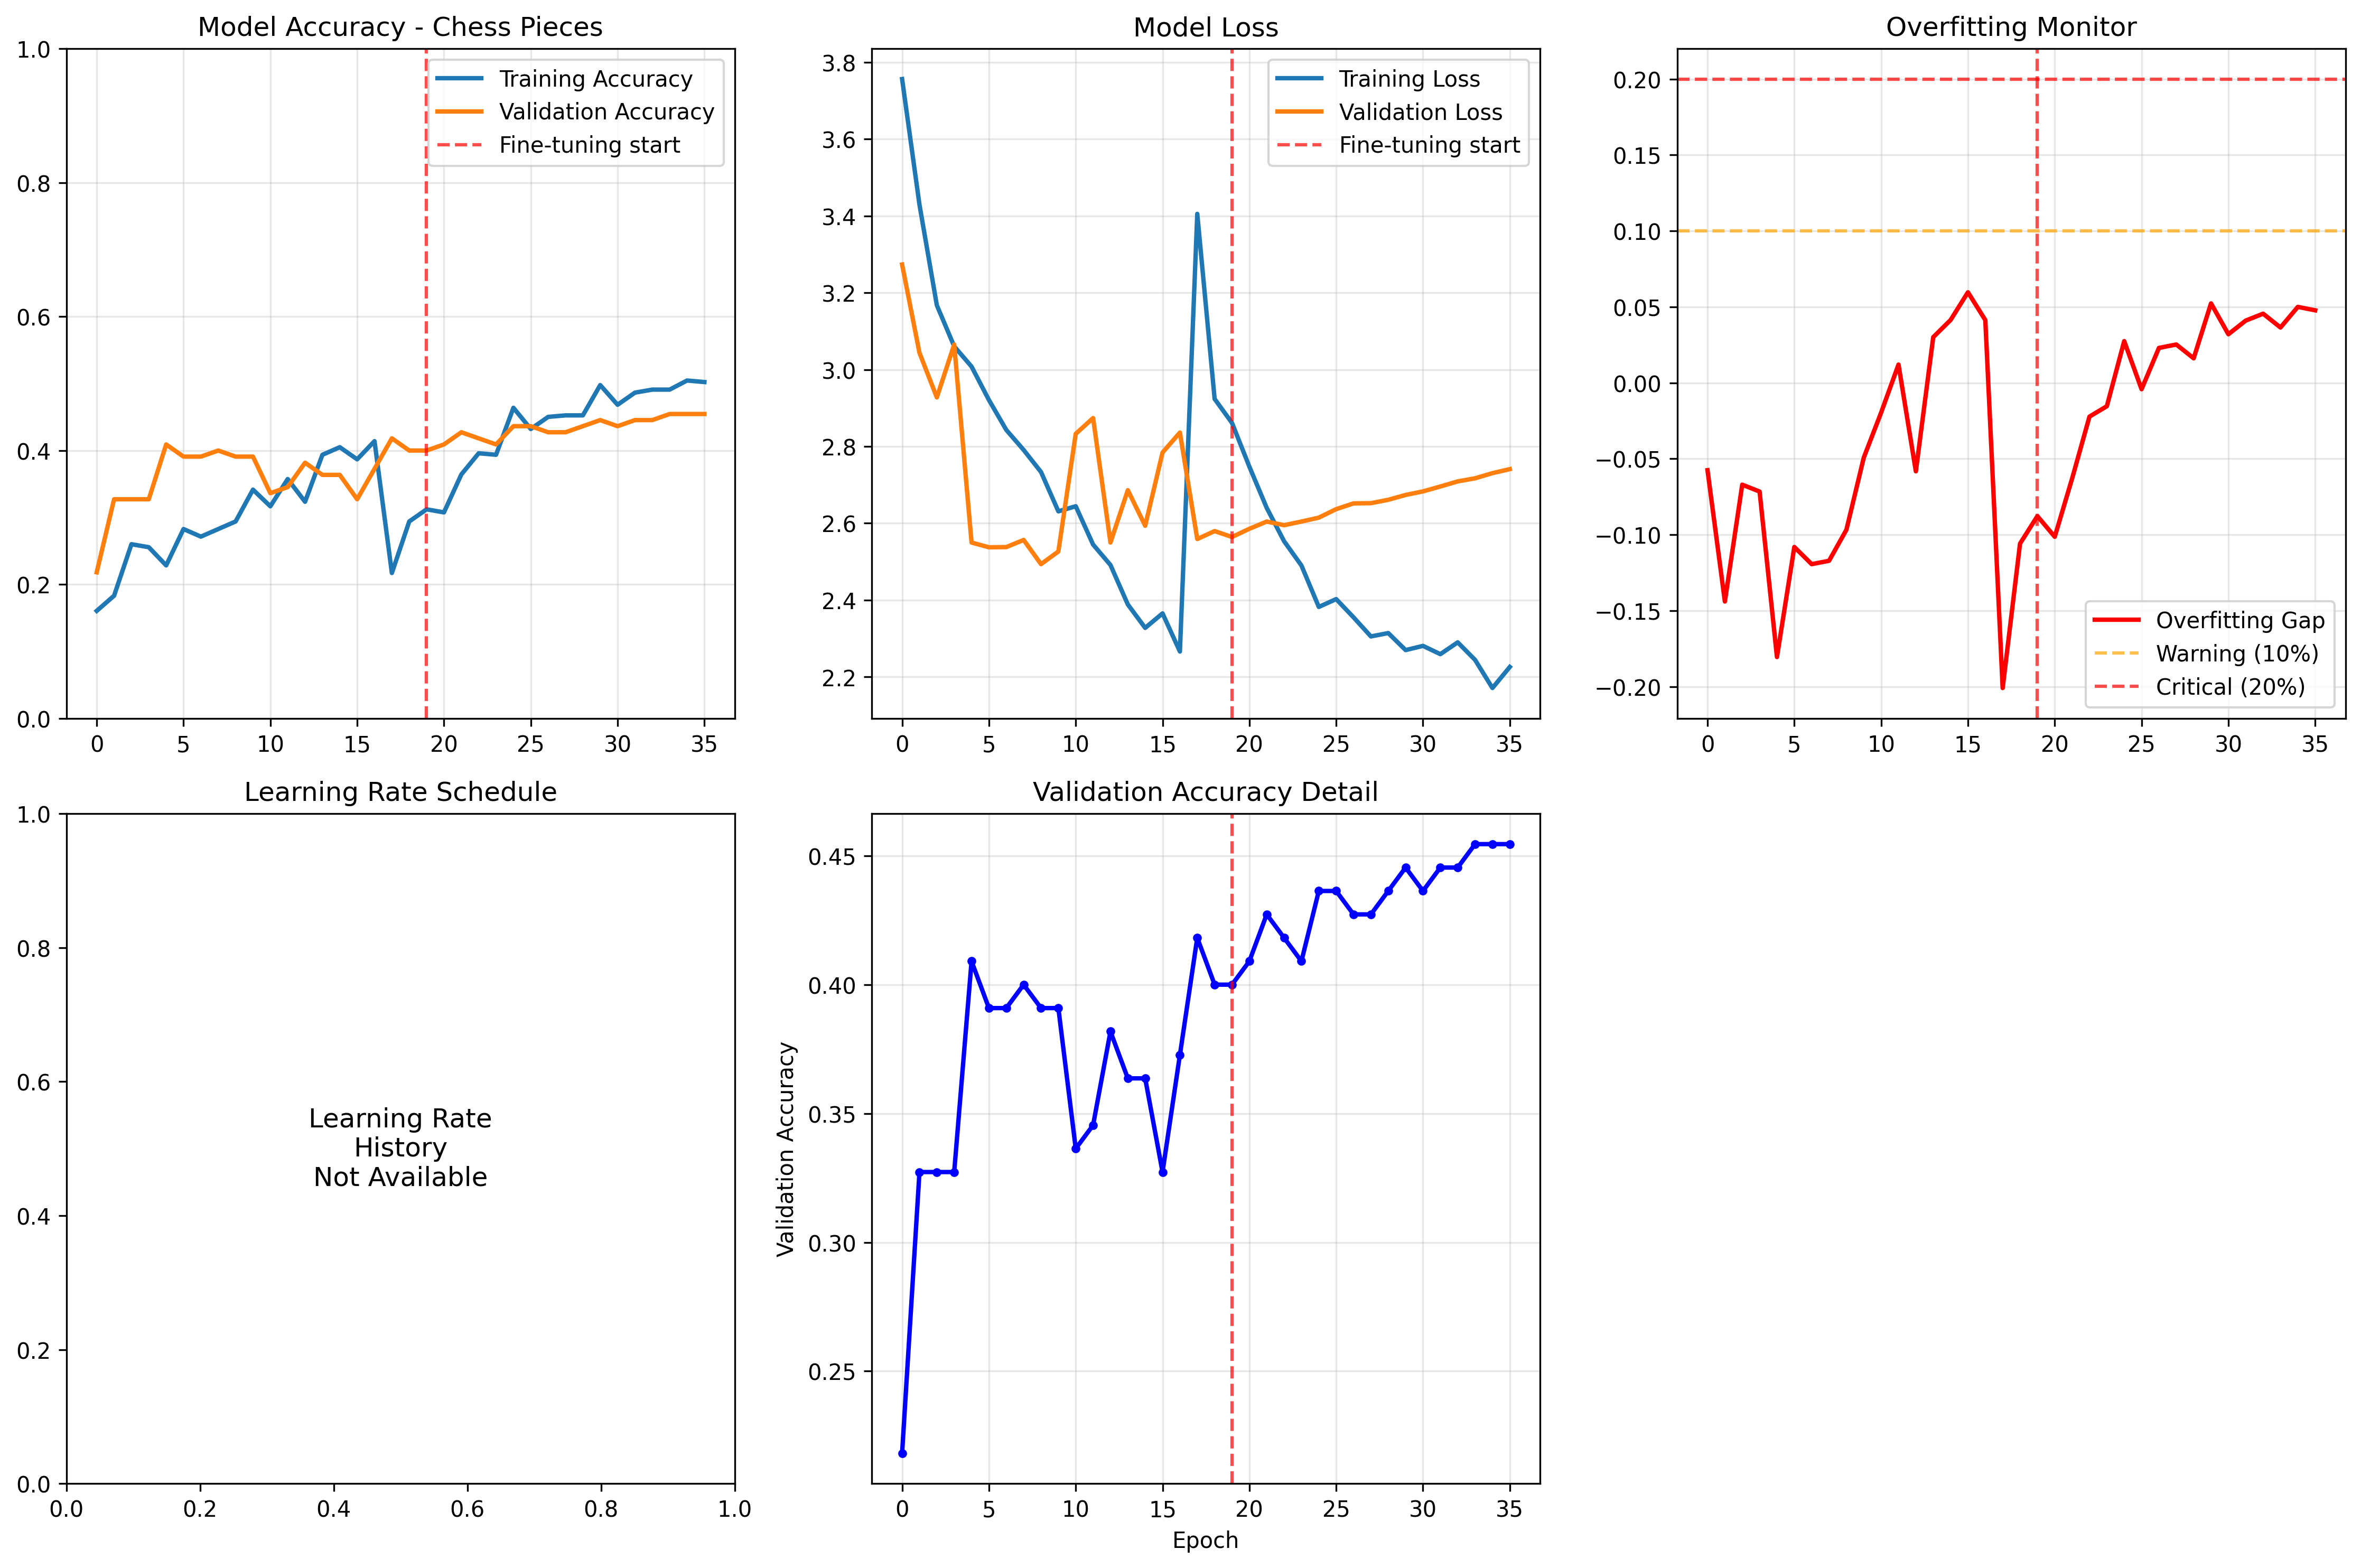 Model Accuracy - Chess Pieces
1.0
0.8
0.6
0.4
0.2
0.0
0 5 10 15 20 25 30 35
Training Accuracy
Validation Accuracy
Fine-tuning start
Model Loss
3.8
3.6
3.4
3.2
3.0
2.8
2.6
2.4
2.2
0 5 10 15 20 25 30 35
Training Loss
Validation Loss
Fine-tuning start
Overfitting Monitor
0.20
0.15
0.10
0.05
0.00
−0.05
−0.10
−0.15
−0.20
0 5 10 15 20 25 30 35
Overfitting Gap
Warning (10%)
Critical (20%)
Learning Rate Schedule
1.0
0.8
0.6
0.4
0.2
0.0
0.0 0.2 0.4 0.6 0.8 1.0
Learning Rate
History
Not Available
Validation Accuracy Detail
Validation Accuracy
0.45
0.40
0.35
0.30
0.25
0 5 10 15 20 25 30 35
Epoch